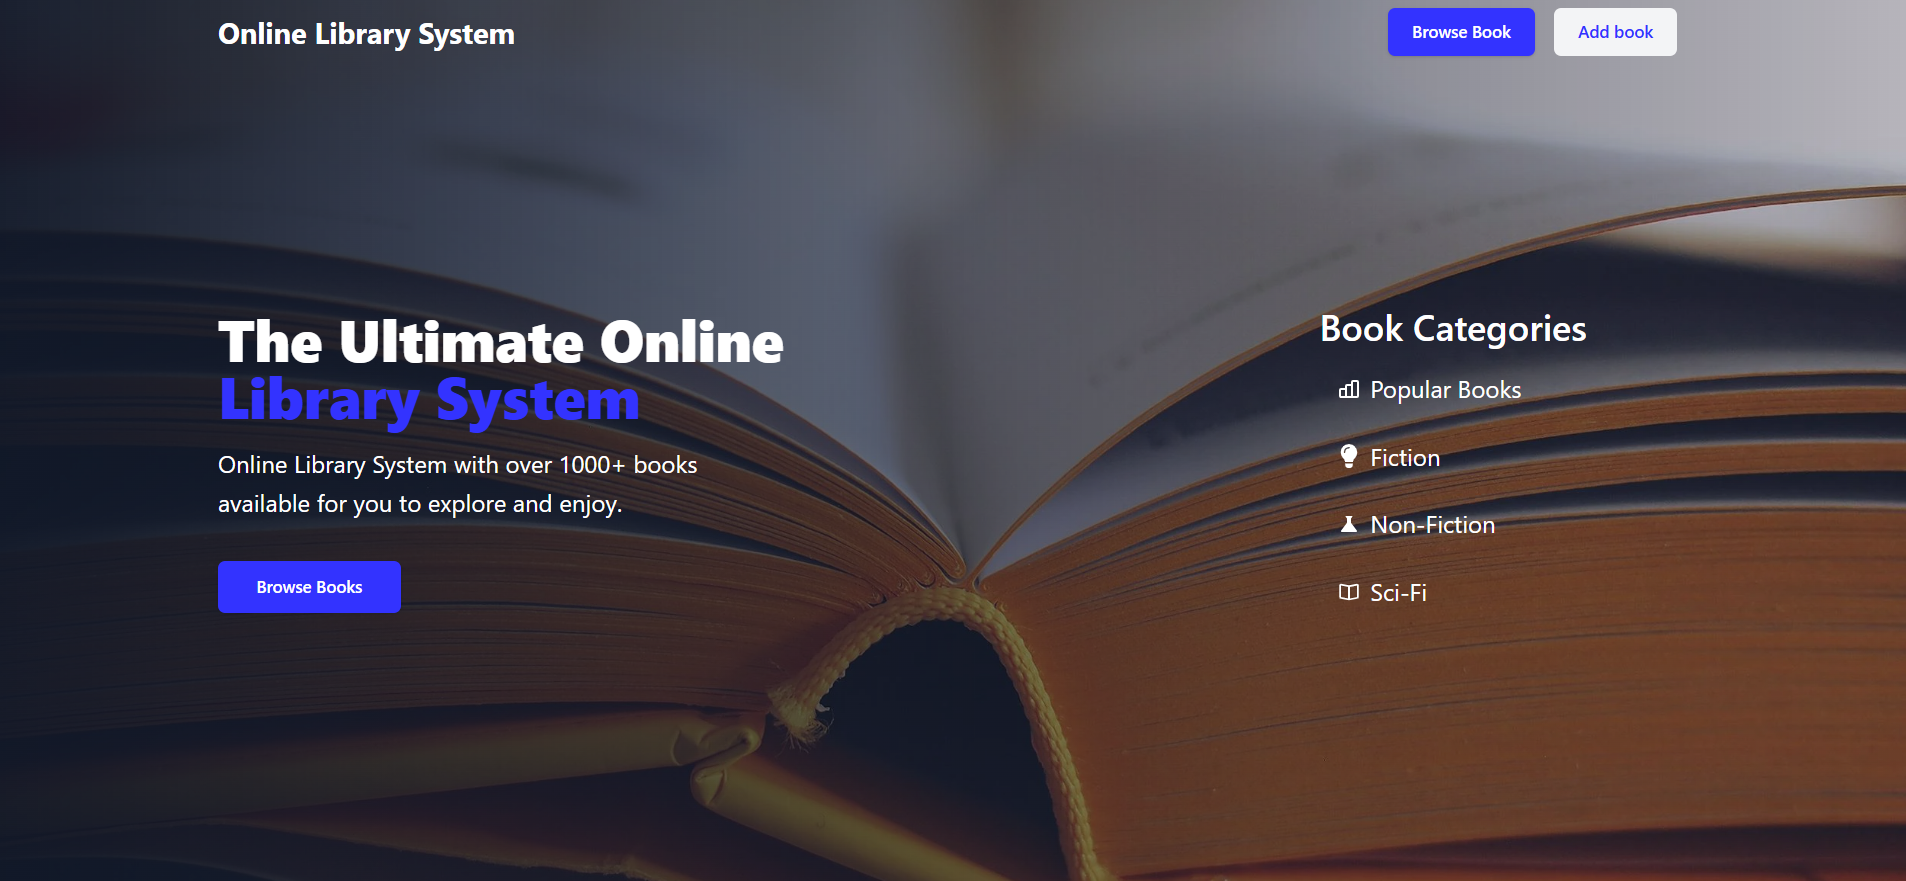 Online Library System
Browse Book
Add book
The Ultimate Online
Library System
Online Library System with over 1000+ books
available for you to explore and enjoy.
Browse Books
Book Categories
Popular Books
Fiction
Non-Fiction
Sci-Fi